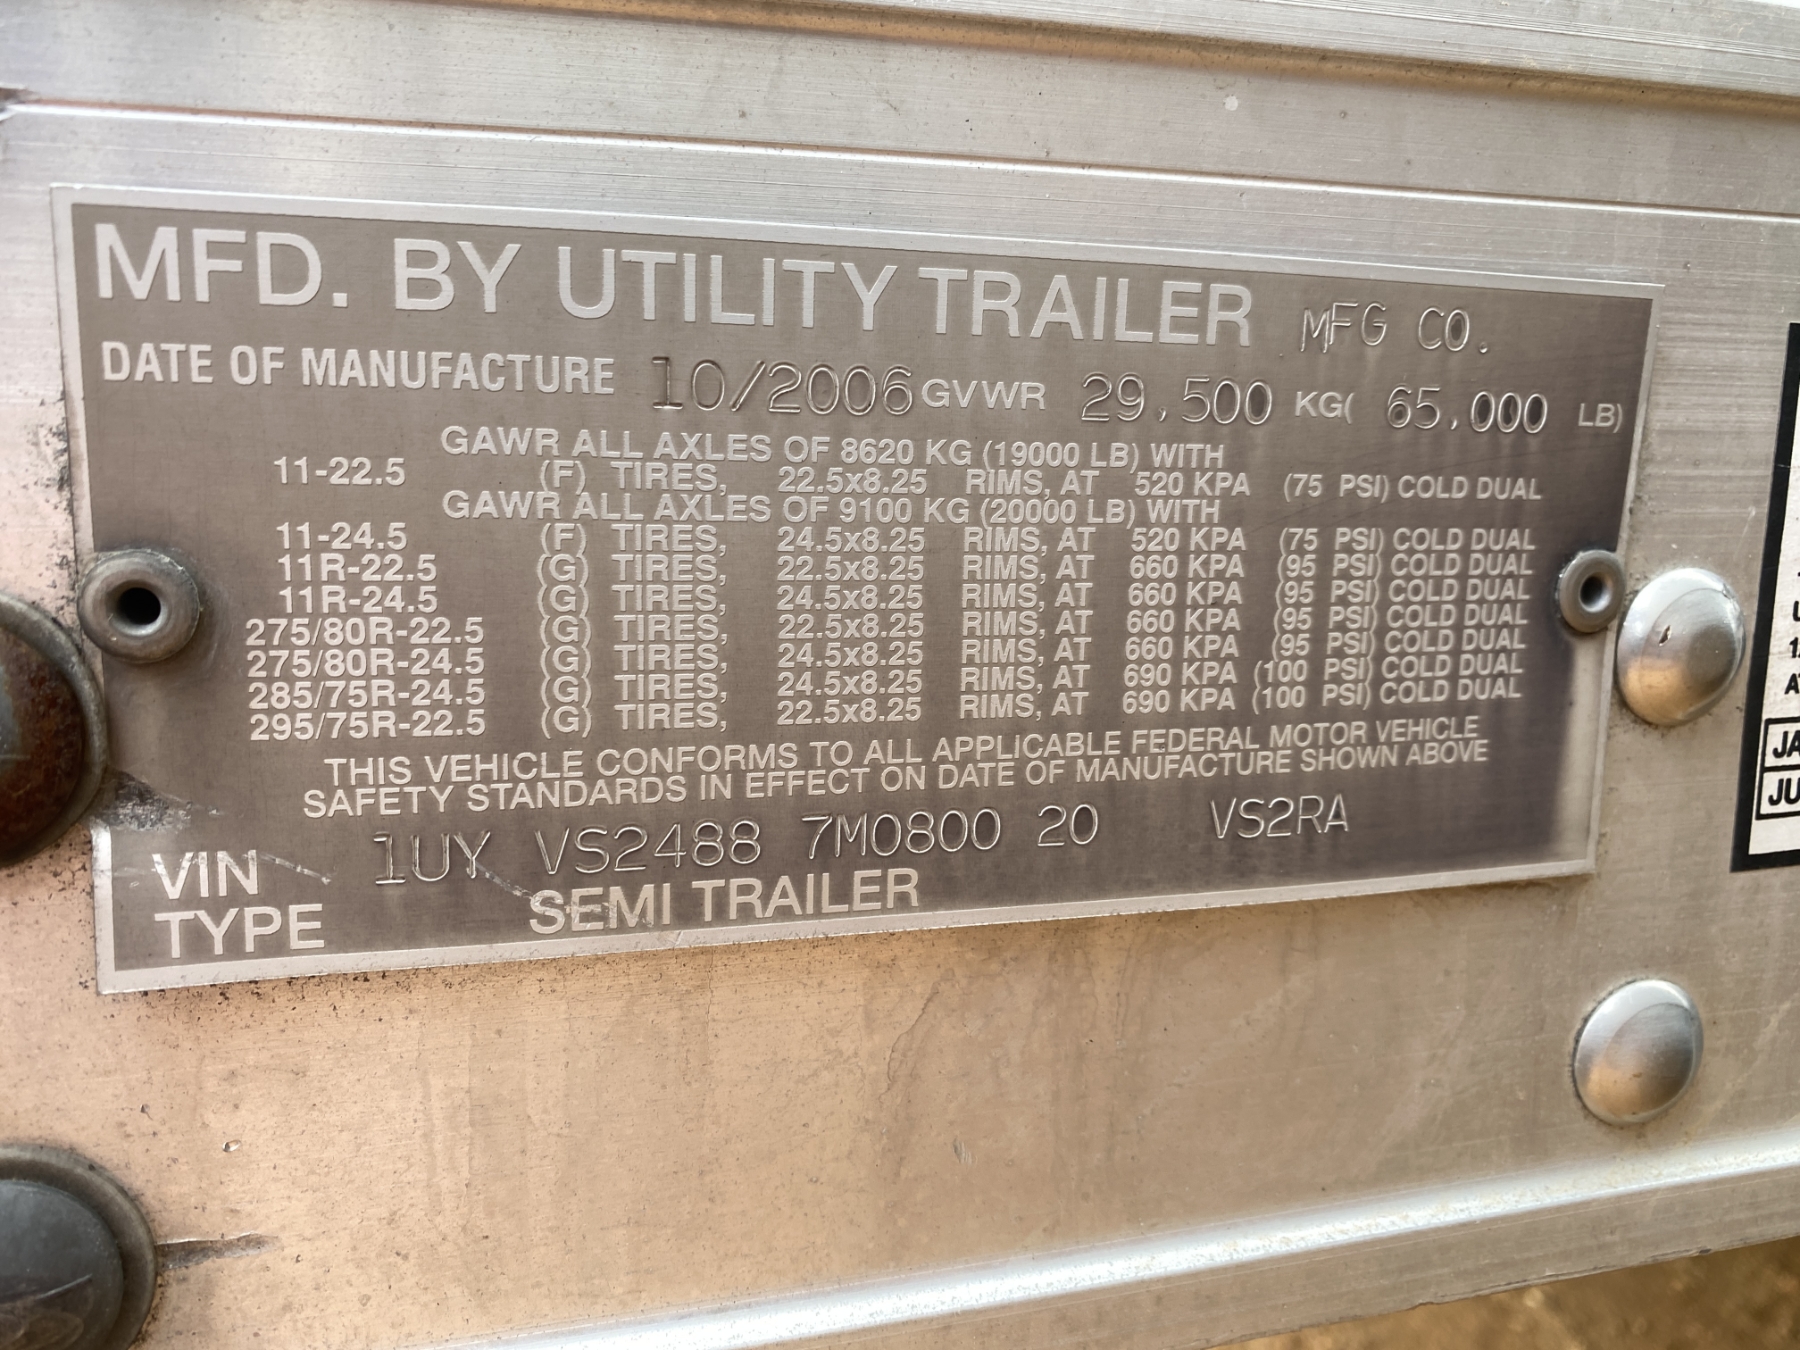 MFD. BY UTILITY TRAILER MFG CO.
DATE OF MANUFACTURE 10/2006 GVWR 29,500 KG( 65,000 LB)
GAWR ALL AXLES OF 8620 KG (19000 LB) WITH
11-22.5 (F) TIRES, 22.5x8.25 RIMS, AT 520 KPA (75 PSI) COLD DUAL
GAWR ALL AXLES OF 9100 KG (20000 LB) WITH
11-24.5 (F) TIRES, 24.5x8.25 RIMS, AT 520 KPA (75 PSI) COLD DUAL
11R-22.5 (G) TIRES, 22.5x8.25 RIMS, AT 660 KPA (95 PSI) COLD DUAL
11R-24.5 (G) TIRES, 24.5x8.25 RIMS, AT 660 KPA (95 PSI) COLD DUAL
275/80R-22.5 (G) TIRES, 22.5x8.25 RIMS, AT 660 KPA (95 PSI) COLD DUAL
275/80R-24.5 (G) TIRES, 24.5x8.25 RIMS, AT 660 KPA (95 PSI) COLD DUAL
285/75R-24.5 (G) TIRES, 24.5x8.25 RIMS, AT 690 KPA (100 PSI) COLD DUAL
295/75R-22.5 (G) TIRES, 22.5x8.25 RIMS, AT 690 KPA (100 PSI) COLD DUAL
THIS VEHICLE CONFORMS TO ALL APPLICABLE FEDERAL MOTOR VEHICLE
SAFETY STANDARDS IN EFFECT ON DATE OF MANUFACTURE SHOWN ABOVE
VIN 1UY VS2488 7M0800 20 VS2RA
TYPE SEMI TRAILER
JA
JU